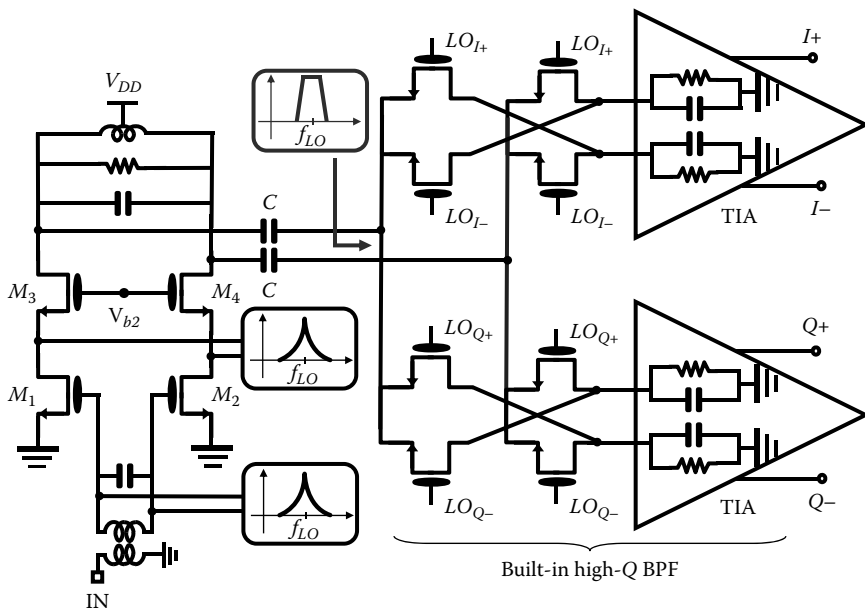 V_DD
f_LO
C
C
M_3
M_4
V_b2
f_LO
M_1
M_2
f_LO
IN
LO_I+
LO_I+
LO_I−
LO_I−
TIA
I+
I−
LO_Q+
LO_Q+
LO_Q−
LO_Q−
TIA
Q+
Q−
Built-in high-Q BPF